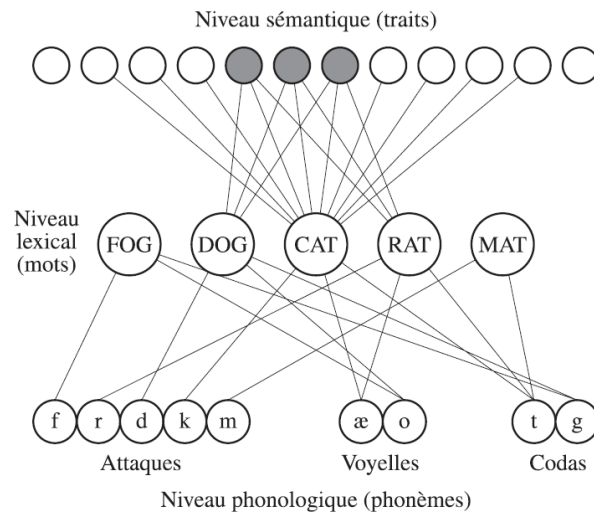 Niveau sémantique (traits)
Niveau
lexical
(mots)
FOG DOG CAT RAT MAT
f r d k m æ o t g
Attaques Voyelles Codas
Niveau phonologique (phonèmes)